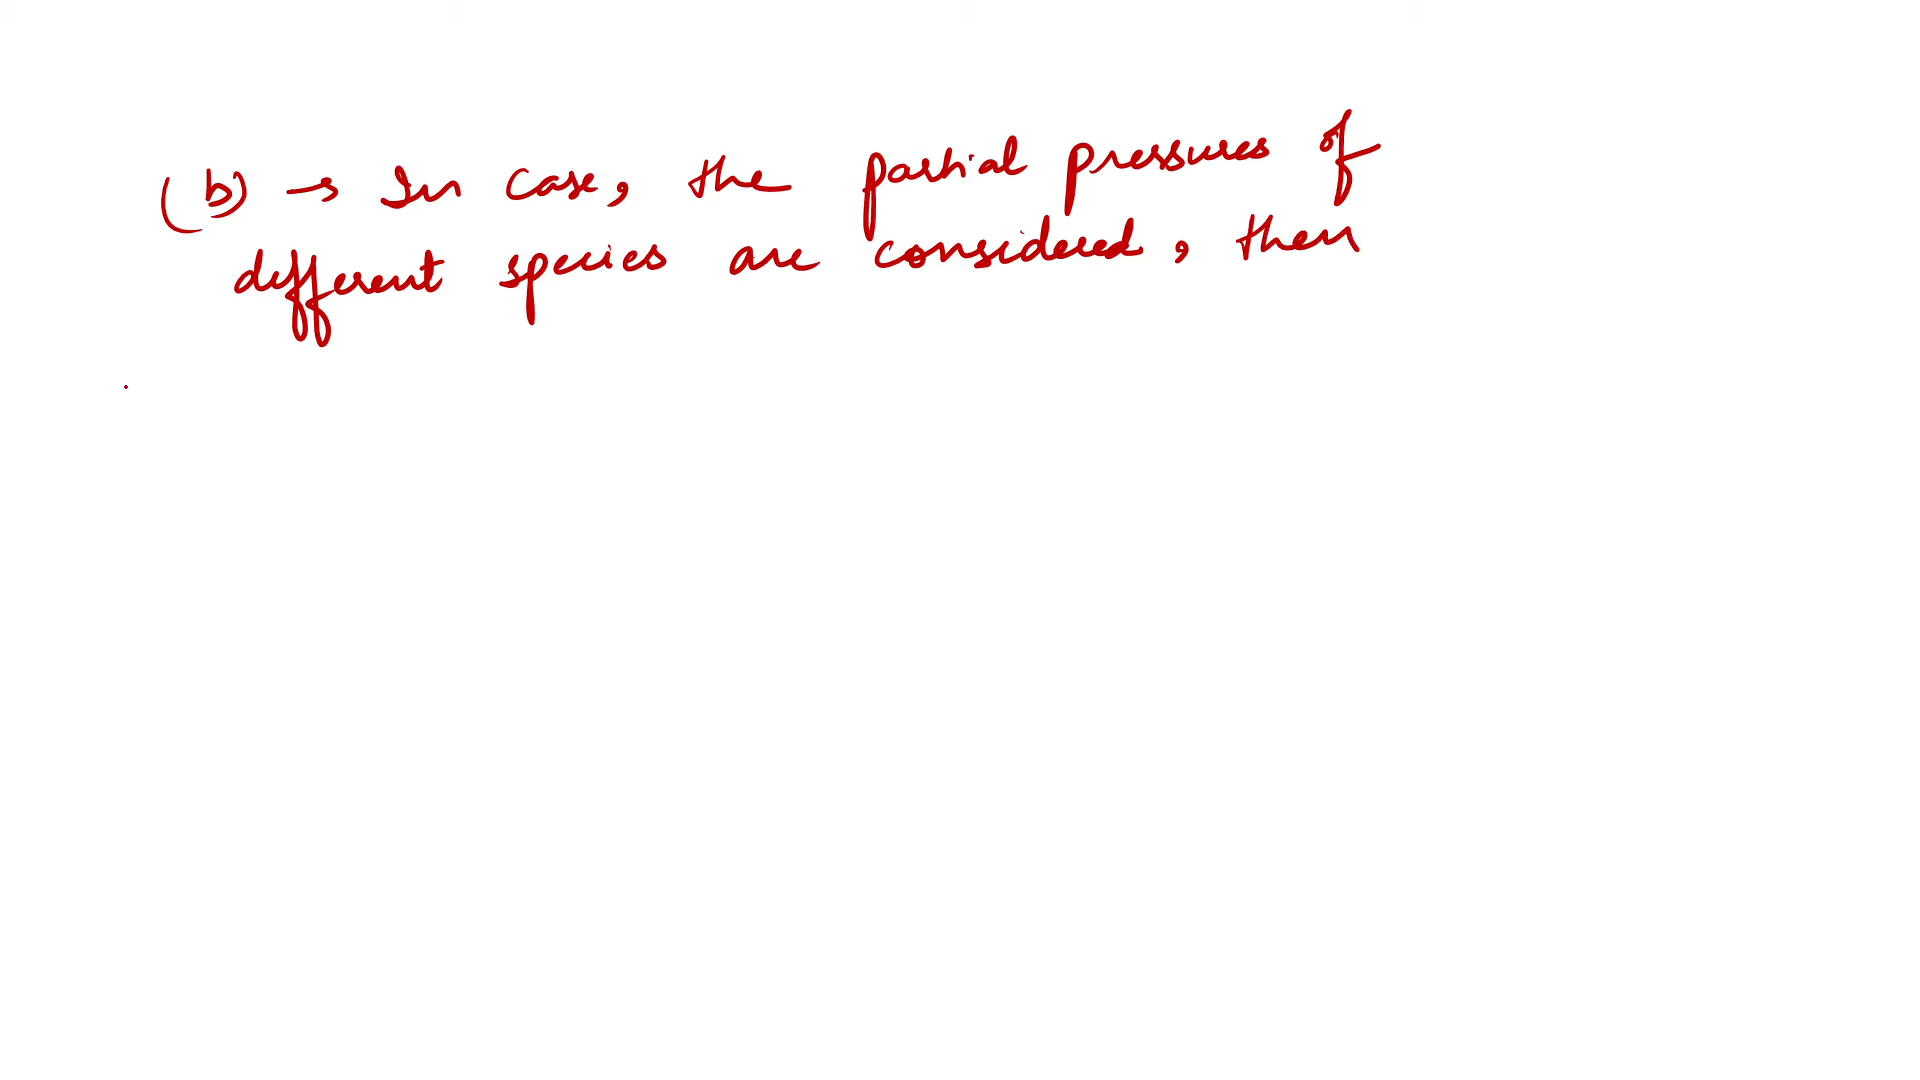 (b) → In case, the partial pressures of
different species are considered, then